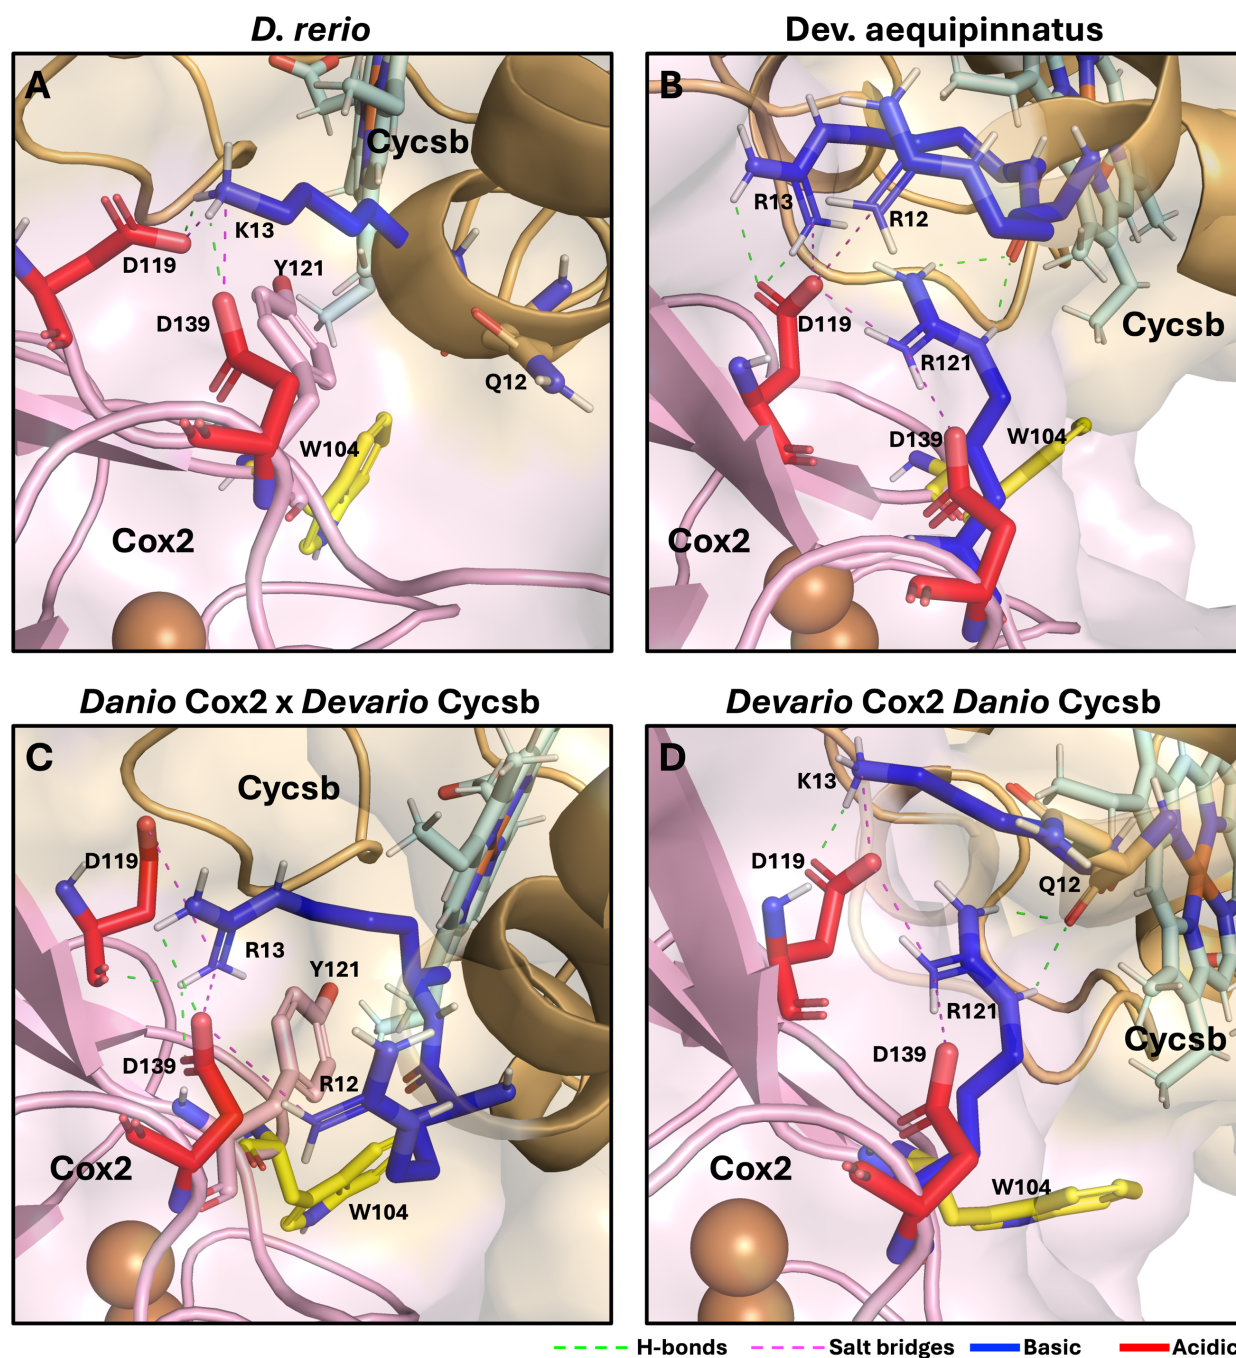 D. rerio
Dev. aequipinnatus
A
Cycsb
K13
D119
Y121
D139
Q12
W104
Cox2
B
R13
R12
D119
Cycsb
R121
D139
W104
Cox2
Danio Cox2 x Devario Cycsb
Devario Cox2 Danio Cycsb
C
Cycsb
D119
R13
Y121
D139
R12
Cox2
W104
D
K13
D119
Q12
R121
Cycsb
D139
Cox2
W104
H-bonds
Salt bridges
Basic
Acidic